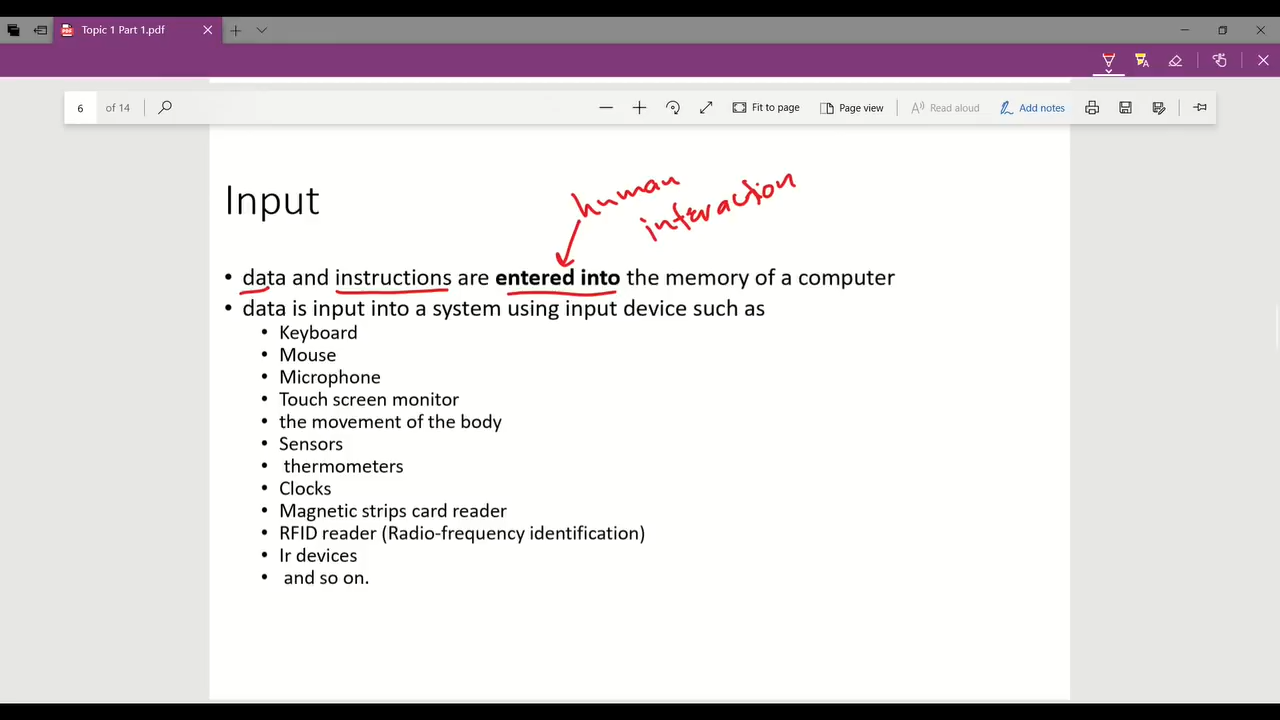 Topic 1 Part 1.pdf
6 of 14
Fit to page
Page view
Read aloud
Add notes
human
interaction
Input
• data and instructions are entered into the memory of a computer
• data is input into a system using input device such as
• Keyboard
• Mouse
• Microphone
• Touch screen monitor
• the movement of the body
• Sensors
• thermometers
• Clocks
• Magnetic strips card reader
• RFID reader (Radio-frequency identification)
• Ir devices
• and so on.